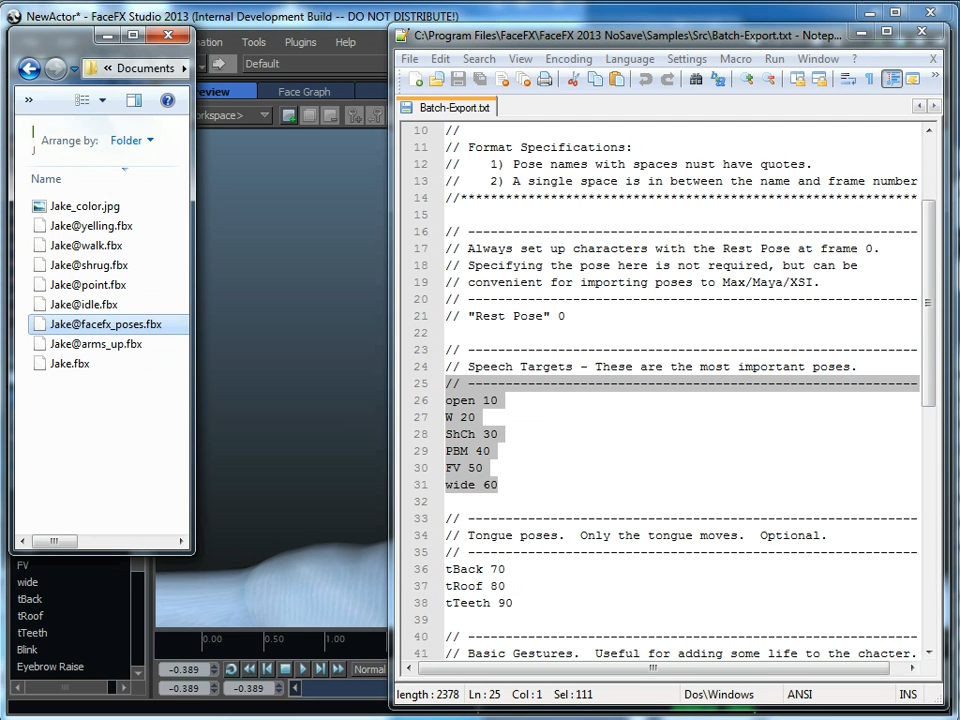 NewActor* - FaceFX Studio 2013 (Internal Development Build -- DO NOT DISTRIBUTE!)
Tools Plugins Help
Default
Face Graph
« Documents
Arrange by: Folder
Name
Jake_color.jpg
Jake@yelling.fbx
Jake@walk.fbx
Jake@shrug.fbx
Jake@point.fbx
Jake@idle.fbx
Jake@facefx_poses.fbx
Jake@arms_up.fbx
Jake.fbx
FV
wide
tBack
tRoof
tTeeth
Blink
Eyebrow Raise
0.00 0.50 1.00
-0.389 Normal
-0.389 -0.389
C:\Program Files\FaceFX\FaceFX 2013 NoSave\Samples\Src\Batch-Export.txt - Notep...
File Edit Search View Encoding Language Settings Macro Run Window ? X
Batch-Export.txt
10 //
11 // Format Specifications:
12 // 1) Pose names with spaces nust have quotes.
13 // 2) A single space is in between the name and frame number
14 //************************************************************
15
16 // ------------------------------------------------------------
17 // Always set up characters with the Rest Pose at frame 0.
18 // Specifying the pose here is not required, but can be
19 // convenient for importing poses to Max/Maya/XSI.
20 // ------------------------------------------------------------
21 // "Rest Pose" 0
22
23 // ------------------------------------------------------------
24 // Speech Targets - These are the most important poses.
25 // ------------------------------------------------------------
26 open 10
27 W 20
28 ShCh 30
29 PBM 40
30 FV 50
31 wide 60
32
33 // ------------------------------------------------------------
34 // Tongue poses. Only the tongue moves. Optional.
35 // ------------------------------------------------------------
36 tBack 70
37 tRoof 80
38 tTeeth 90
39
40 // ------------------------------------------------------------
41 // Basic Gestures. Useful for adding some life to the chacter.
length : 2378 Ln : 25 Col : 1 Sel : 111 Dos\Windows ANSI INS